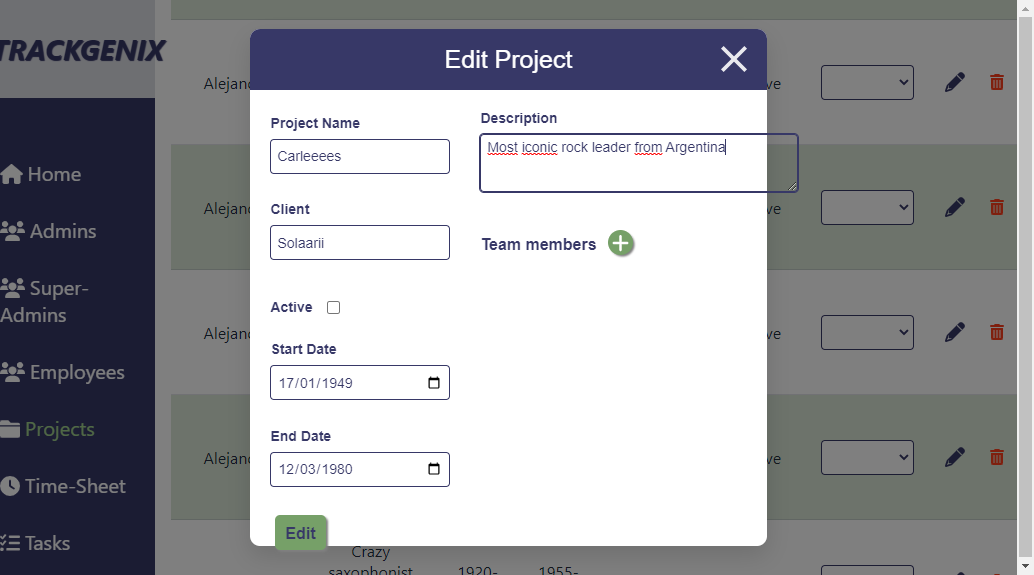 TRACKGENIX
Home
Admins
Super-
Admins
Employees
Projects
Time-Sheet
Tasks
Edit Project
Project Name
Carleeees
Description
Most iconic rock leader from Argentina
Client
Solaarii
Team members
Active
Start Date
17/01/1949
End Date
12/03/1980
Edit
Alejan
ve
Alejan
ve
Alejan
ve
Alejan
ve
Crazy
saxophonist
1920-
1955-